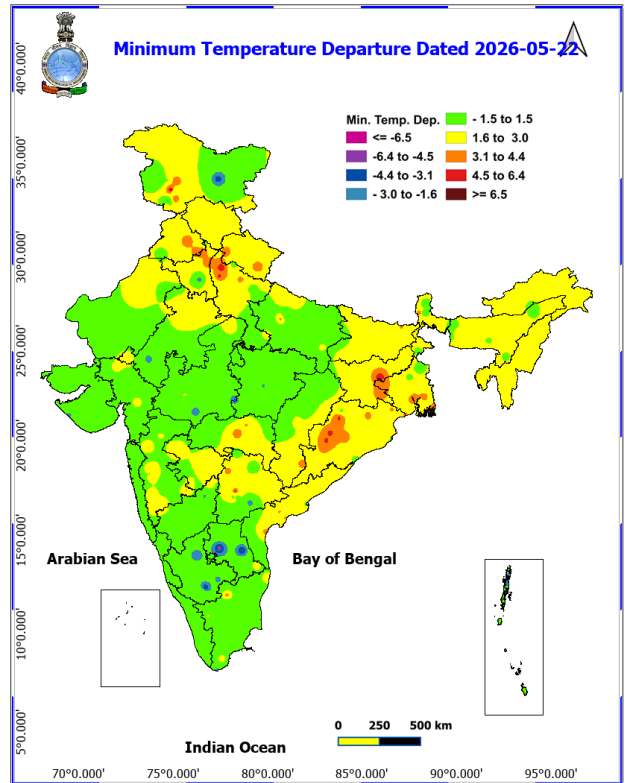 Minimum Temperature Departure Dated 2026-05-22
Min. Temp. Dep.
<= -6.5
-6.4 to -4.5
-4.4 to -3.1
- 3.0 to -1.6
- 1.5 to 1.5
1.6 to 3.0
3.1 to 4.4
4.5 to 6.4
>= 6.5
40°0.000'
35°0.000'
30°0.000'
25°0.000'
20°0.000'
15°0.000'
10°0.000'
5°0.000'
Arabian Sea
Bay of Bengal
Indian Ocean
0 250 500 km
70°0.000' 75°0.000' 80°0.000' 85°0.000' 90°0.000' 95°0.000'